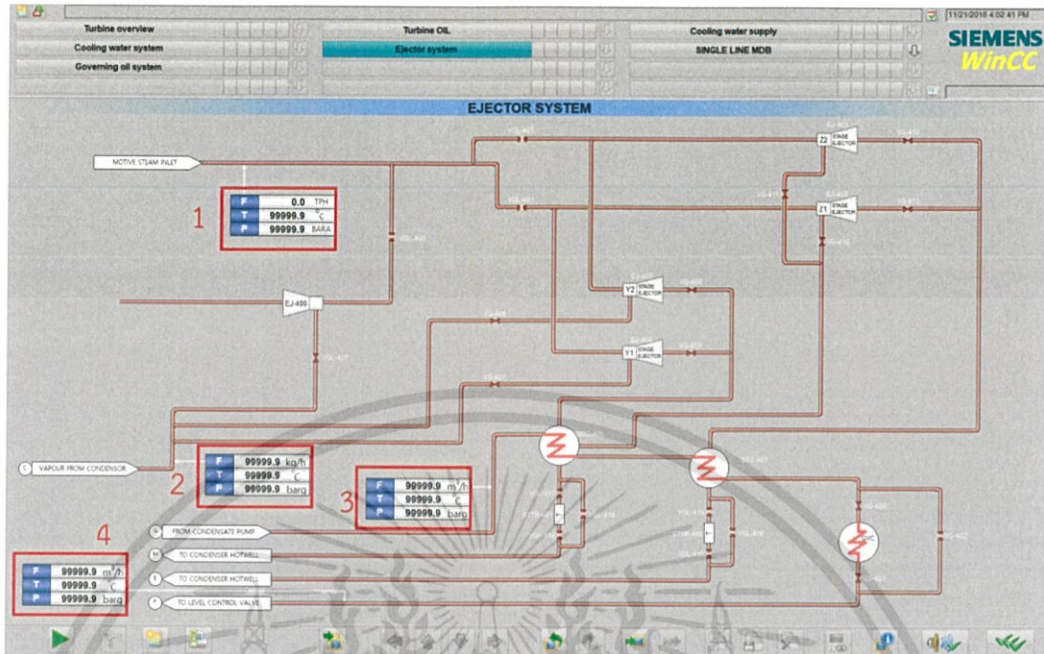 11/21/2018 4:02:41 PM
Turbine overview
Turbine OIL
Cooling water supply
Cooling water system
Ejector system
SINGLE LINE MDB
Governing oil system
SIEMENS
WinCC
EJECTOR SYSTEM
MOTIVE STEAM INLET
1
F 0.0 TPH
T 99999.9 °C
P 99999.9 BARA
Z2 STAGE EJECTOR
Z1 STAGE EJECTOR
EJ-400
Y2 STAGE EJECTOR
Y1 STAGE EJECTOR
VAPOUR FROM CONDENSOR
2
F 99999.9 kg/h
T 99999.9 °C
P 99999.9 barg
3
F 99999.9 m³/h
T 99999.9 °C
P 99999.9 barg
FROM CONDENSATE PUMP
TO CONDENSER HOTWELL
TO CONDENSER HOTWELL
TO LEVEL CONTROL VALVE
4
F 99999.9 m³/h
T 99999.9 °C
P 99999.9 barg